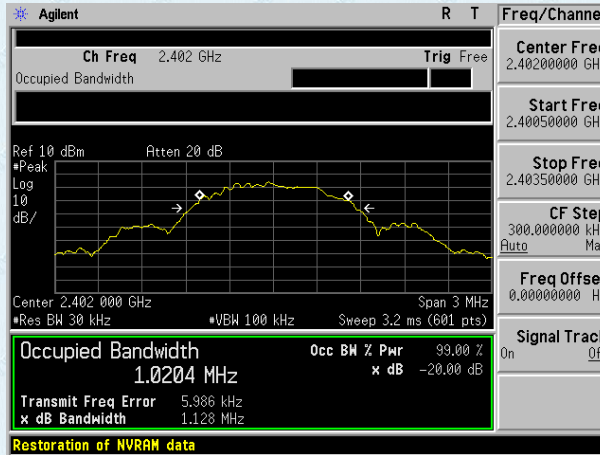 Agilent R T Freq/Channe
Ch Freq 2.402 GHz Trig Free
Occupied Bandwidth
Center Fre
2.40200000 GH
Start Fre
2.40050000 GH
Stop Fre
2.40350000 GH
CF Ste
300.000000 kH
Auto Ma
Freq Offse
0.00000000 H
Signal Trac
On Of
Ref 10 dBm Atten 20 dB
#Peak
Log
10
dB/
Center 2.402 000 GHz Span 3 MHz
#Res BW 30 kHz #VBW 100 kHz Sweep 3.2 ms (601 pts)
Occupied Bandwidth Occ BW % Pwr 99.00 %
1.0204 MHz x dB -20.00 dB
Transmit Freq Error 5.986 kHz
x dB Bandwidth 1.128 MHz
Restoration of NVRAM data